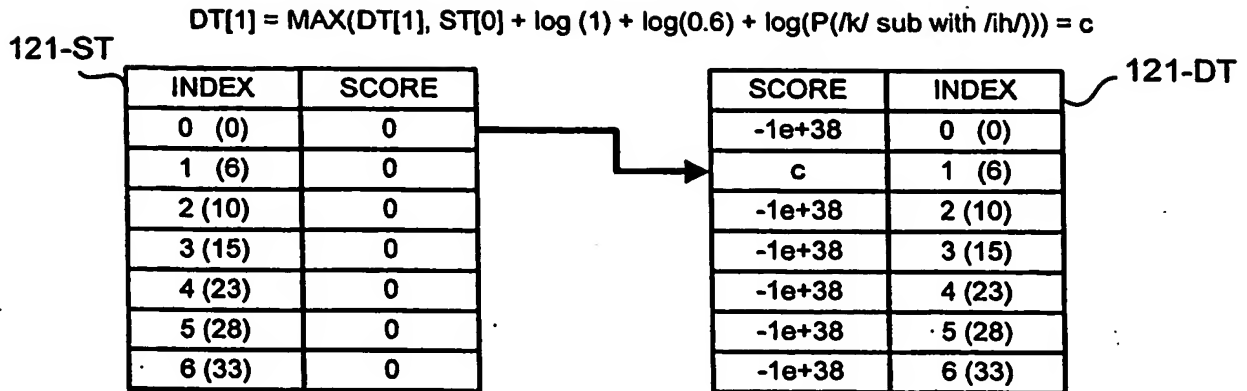 DT[1] = MAX(DT[1], ST[0] + log (1) + log(0.6) + log(P(/k/ sub with /ih/))) = c
121-ST
121-DT
INDEX SCORE SCORE INDEX
0 (0) 0 -1e+38 0 (0)
1 (6) 0 c 1 (6)
2 (10) 0 -1e+38 2 (10)
3 (15) 0 -1e+38 3 (15)
4 (23) 0 -1e+38 4 (23)
5 (28) 0 -1e+38 5 (28)
6 (33) 0 -1e+38 6 (33)